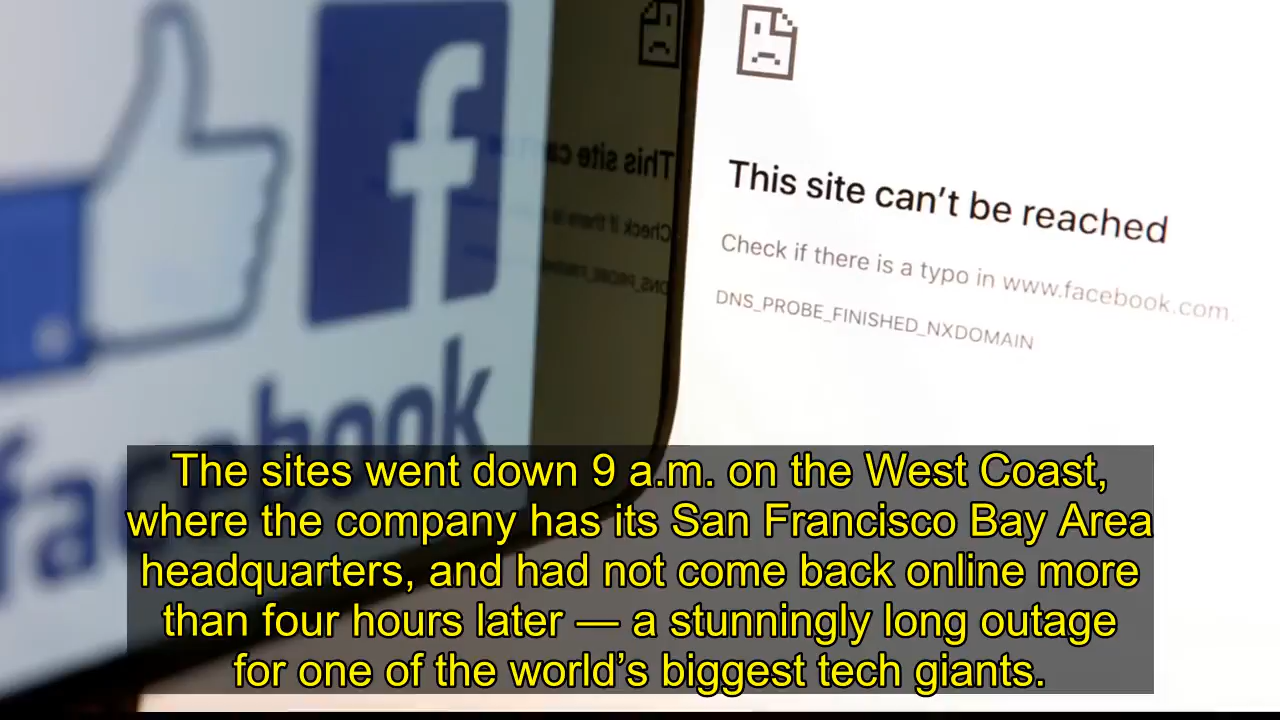 This site can't be reached
Check if there is a typo in www.facebook.com.
DNS_PROBE_FINISHED_NXDOMAIN
facebook
The sites went down 9 a.m. on the West Coast,
where the company has its San Francisco Bay Area
headquarters, and had not come back online more
than four hours later — a stunningly long outage
for one of the world’s biggest tech giants.